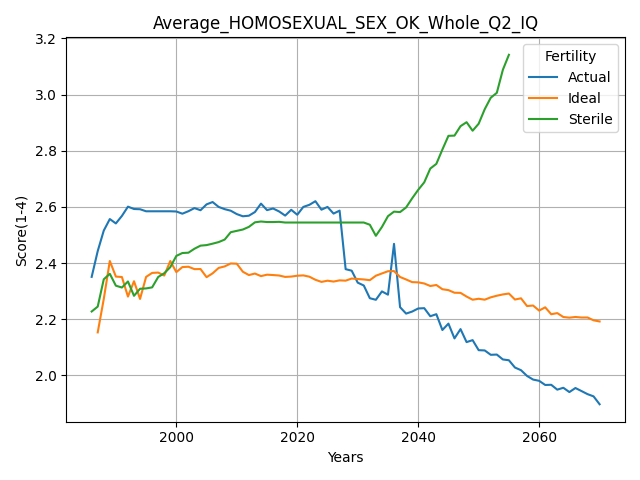 Average_HOMOSEXUAL_SEX_OK_Whole_Q2_IQ
Fertility
Actual
Ideal
Sterile
Score(1-4)
3.2
3.0
2.8
2.6
2.4
2.2
2.0
2000
2020
2040
2060
Years